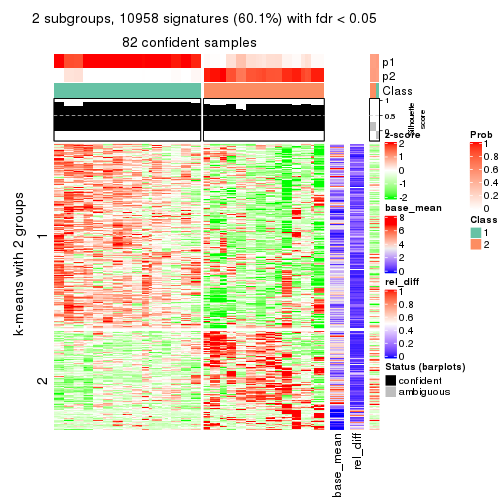 2 subgroups, 10958 signatures (60.1%) with fdr < 0.05
82 confident samples
p1
p2
Class
1
0.5
0
Silhouette
score
k-means with 2 groups
1
2
base_mean
rel_diff
z-score
2
1
0
-1
-2
base_mean
8
6
4
2
0
rel_diff
1
0.8
0.6
0.4
0.2
0
Status (barplots)
confident
ambiguous
Prob
1
0.8
0.6
0.4
0.2
0
Class
1
2